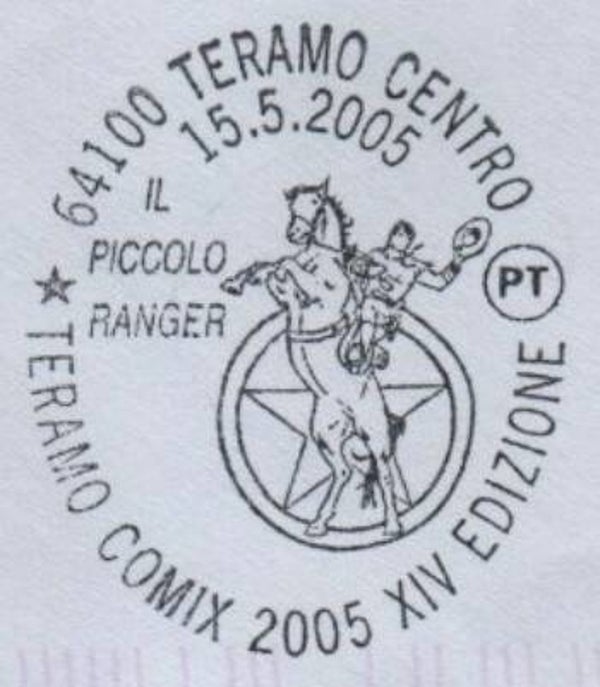 64100 TERAMO CENTRO
15.5.2005
IL
PICCOLO
RANGER
PT
TERAMO COMIX 2005 XIV EDIZIONE